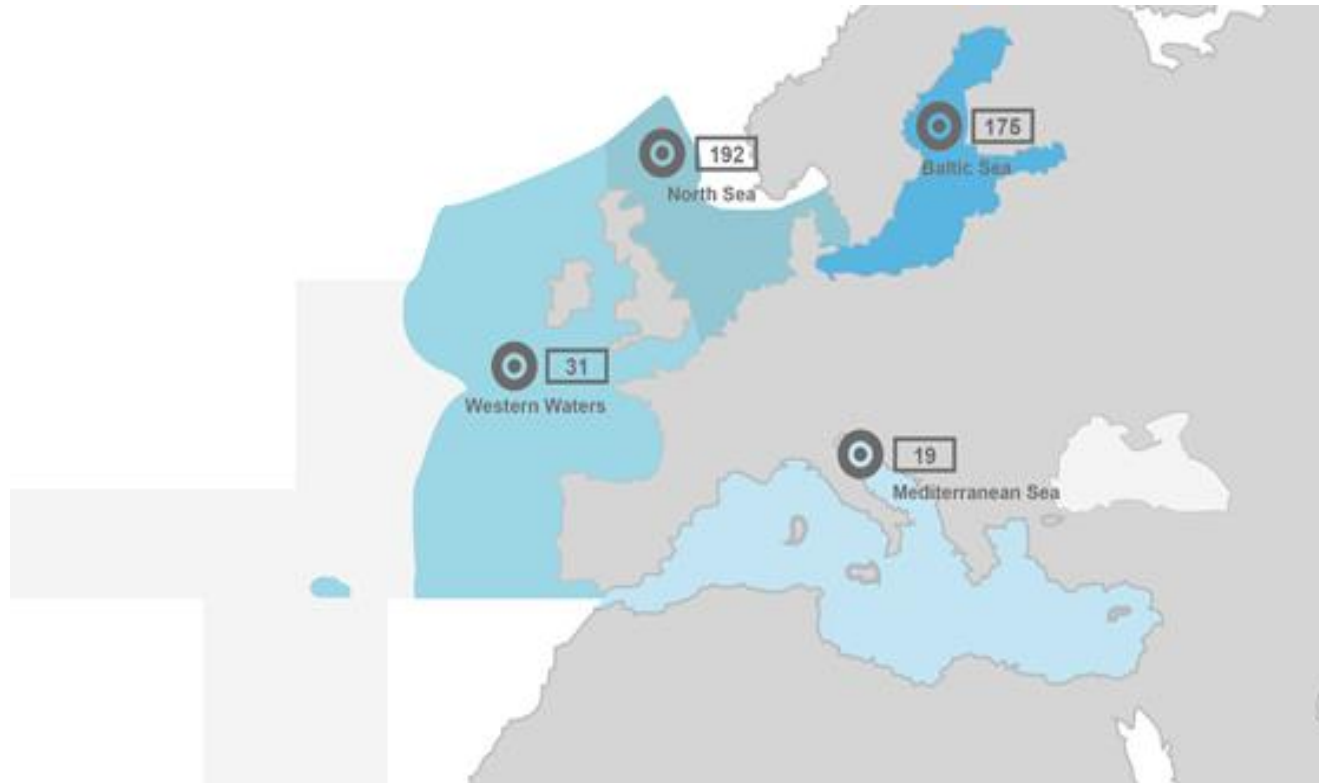 175
Baltic Sea
192
North Sea
31
Western Waters
19
Mediterranean Sea